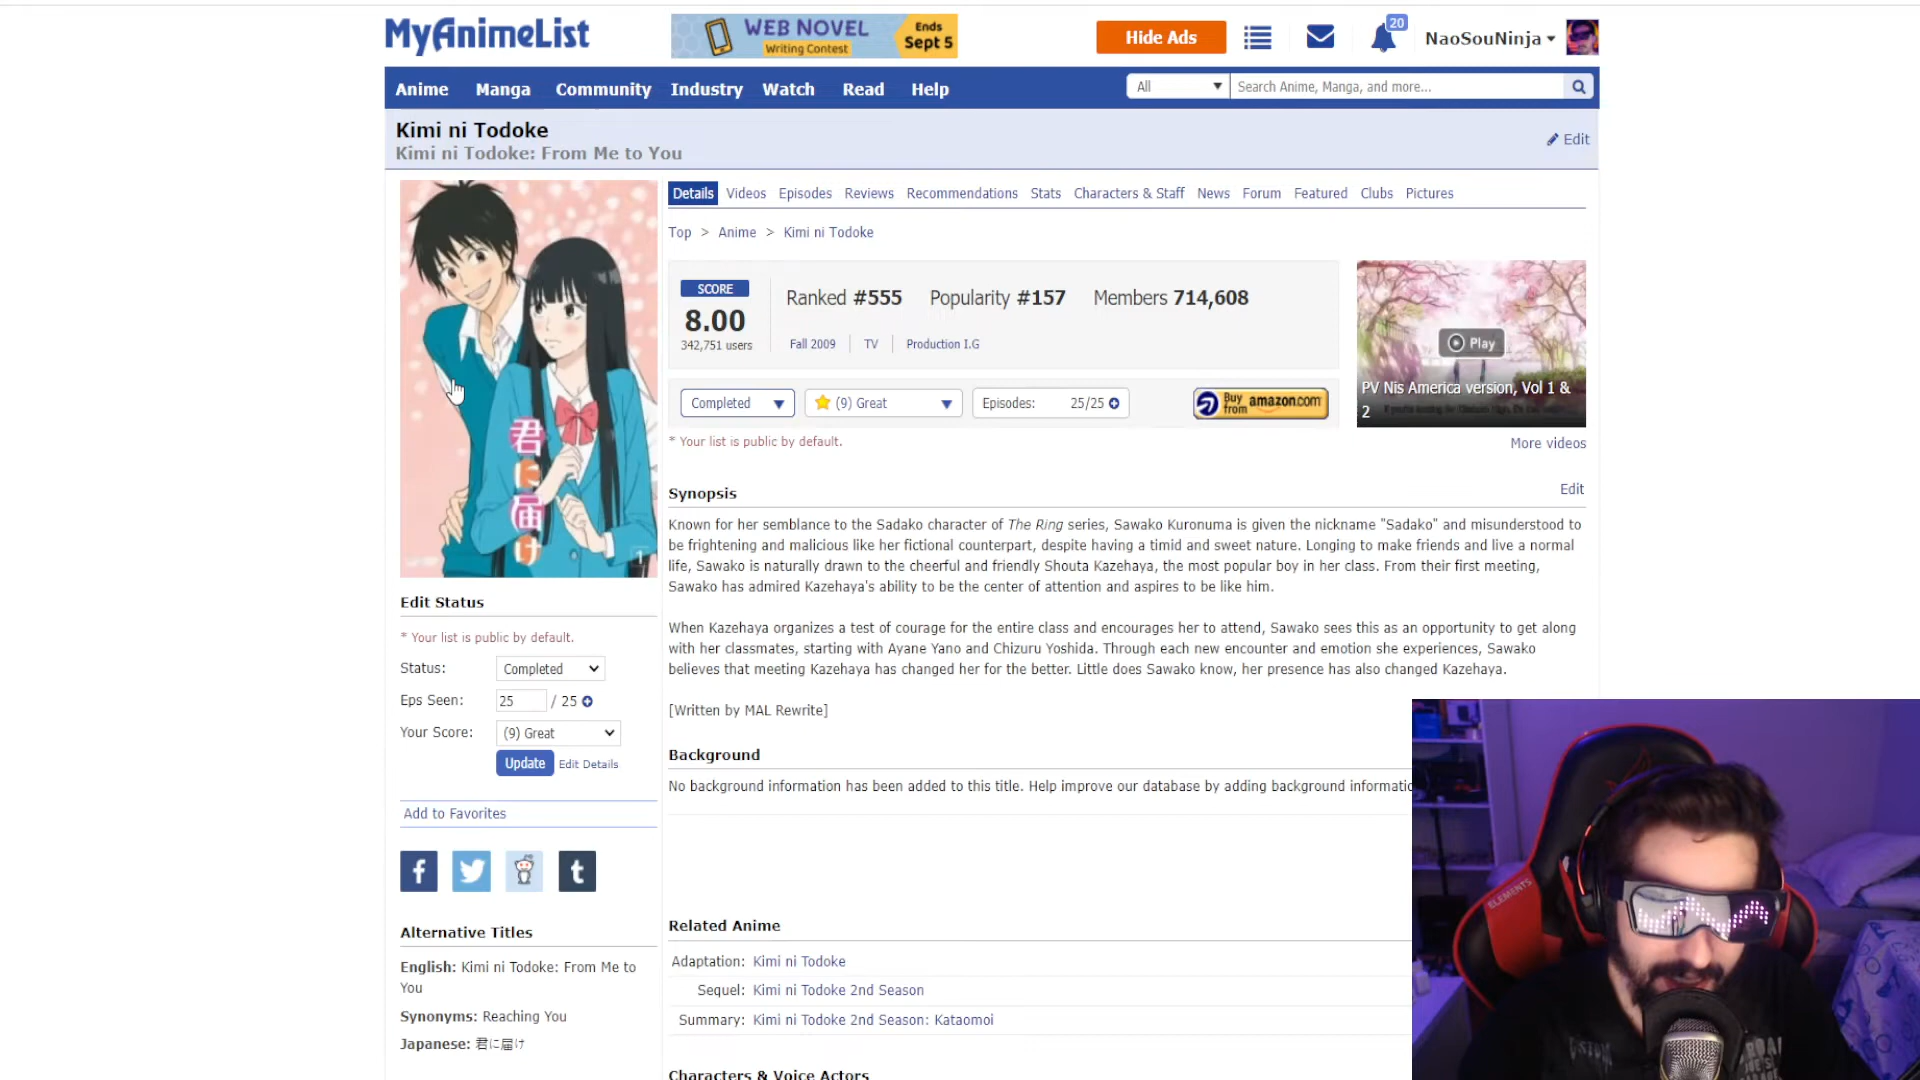 MyAnimeList
WEB NOVEL
Writing Contest
Ends
Sept 5
Hide Ads
20
NaoSouNinja
Anime Manga Community Industry Watch Read Help
All
Search Anime, Manga, and more...
Kimi ni Todoke
Kimi ni Todoke: From Me to You
Edit
君に届け
1
Details Videos Episodes Reviews Recommendations Stats Characters & Staff News Forum Featured Clubs Pictures
Top > Anime > Kimi ni Todoke
SCORE
8.00
342,751 users
Ranked #555 Popularity #157 Members 714,608
Fall 2009 TV Production I.G
Completed
(9) Great
Episodes: 25/25
Buy from amazon.com
Play
PV Nis America version, Vol 1 &
2
* Your list is public by default.
More videos
Synopsis
Edit
Known for her semblance to the Sadako character of The Ring series, Sawako Kuronuma is given the nickname "Sadako" and misunderstood to
be frightening and malicious like her fictional counterpart, despite having a timid and sweet nature. Longing to make friends and live a normal
life, Sawako is naturally drawn to the cheerful and friendly Shouta Kazehaya, the most popular boy in her class. From their first meeting,
Sawako has admired Kazehaya's ability to be the center of attention and aspires to be like him.
When Kazehaya organizes a test of courage for the entire class and encourages her to attend, Sawako sees this as an opportunity to get along
with her classmates, starting with Ayane Yano and Chizuru Yoshida. Through each new encounter and emotion she experiences, Sawako
believes that meeting Kazehaya has changed her for the better. Little does Sawako know, her presence has also changed Kazehaya.
[Written by MAL Rewrite]
Background
No background information has been added to this title. Help improve our database by adding background informatio
Related Anime
Adaptation: Kimi ni Todoke
Sequel: Kimi ni Todoke 2nd Season
Summary: Kimi ni Todoke 2nd Season: Kataomoi
Characters & Voice Actors
Edit Status
* Your list is public by default.
Status: Completed
Eps Seen: 25 / 25
Your Score: (9) Great
Update Edit Details
Add to Favorites
Alternative Titles
English: Kimi ni Todoke: From Me to
You
Synonyms: Reaching You
Japanese: 君に届け
ELEMENTS